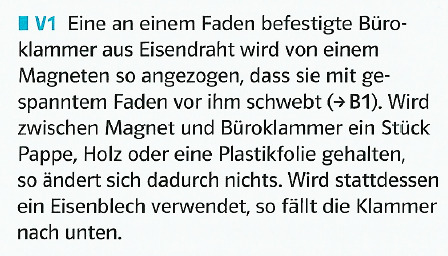 V1 Eine an einem Faden befestigte Büro-
klammer aus Eisendraht wird von einem
Magneten so angezogen, dass sie mit ge-
spanntem Faden vor ihm schwebt (→ B1). Wird
zwischen Magnet und Büroklammer ein Stück
Pappe, Holz oder eine Plastikfolie gehalten,
so ändert sich dadurch nichts. Wird stattdessen
ein Eisenblech verwendet, so fällt die Klammer
nach unten.